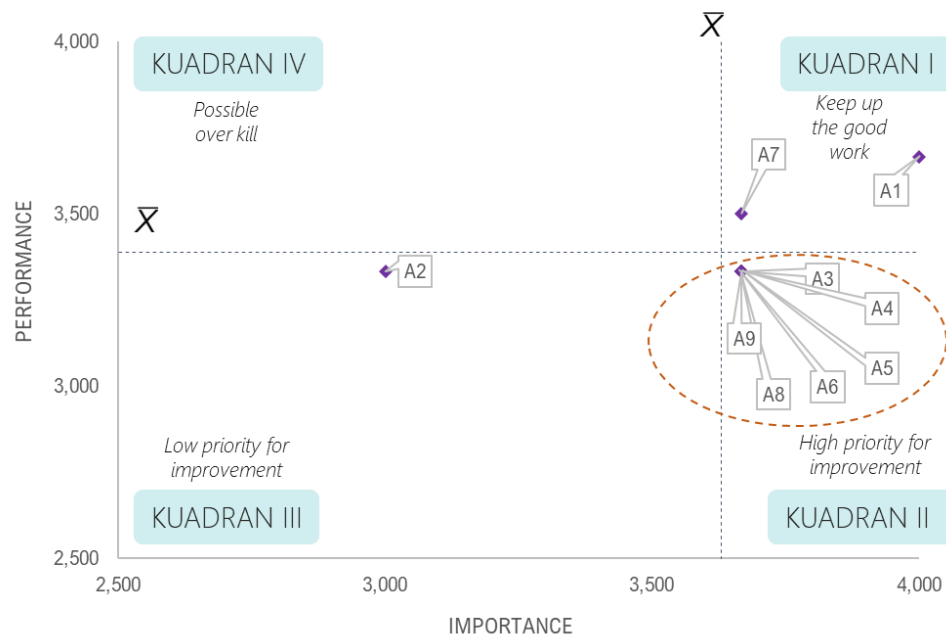 X̄
4,000
KUADRAN IV
KUADRAN I
Possible
over kill
Keep up
the good
work
A7
A1
3,500
X̄
A2
A3
A4
A9
A5
A6
A8
3,000
PERFORMANCE
Low priority for
improvement
High priority for
improvement
KUADRAN III
KUADRAN II
2,500
2,500
3,000
3,500
4,000
IMPORTANCE